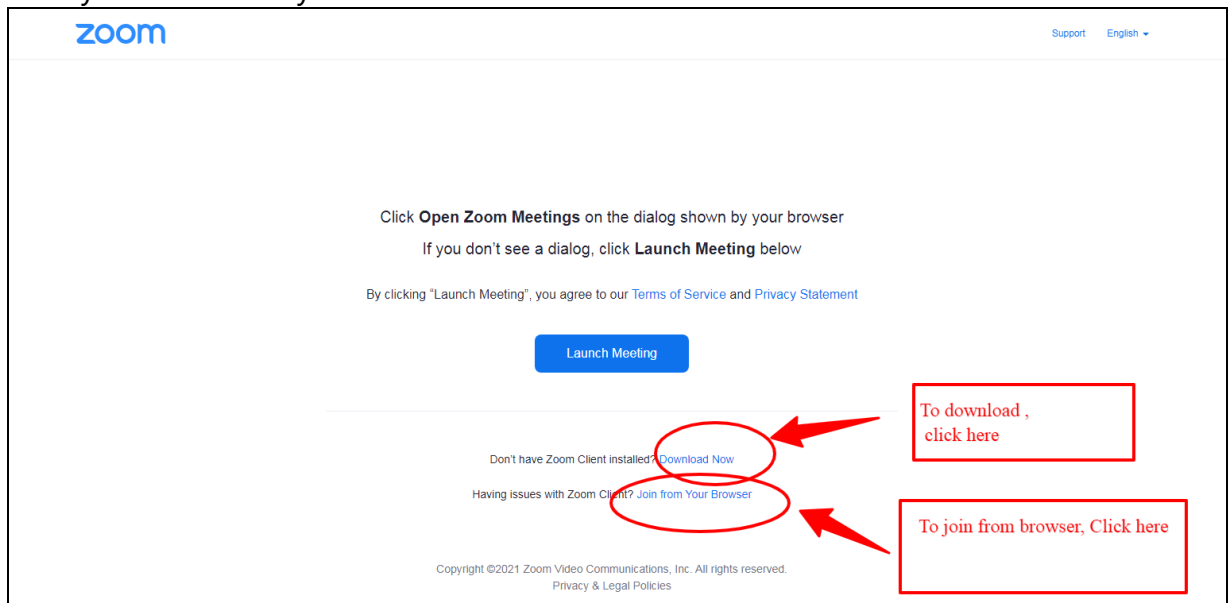 zoom
Support English
Click Open Zoom Meetings on the dialog shown by your browser
If you don't see a dialog, click Launch Meeting below
By clicking "Launch Meeting", you agree to our Terms of Service and Privacy Statement
Launch Meeting
To download ,
click here
Don't have Zoom Client installed? Download Now
Having issues with Zoom Client? Join from Your Browser
To join from browser, Click here
Copyright ©2021 Zoom Video Communications, Inc. All rights reserved.
Privacy & Legal Policies